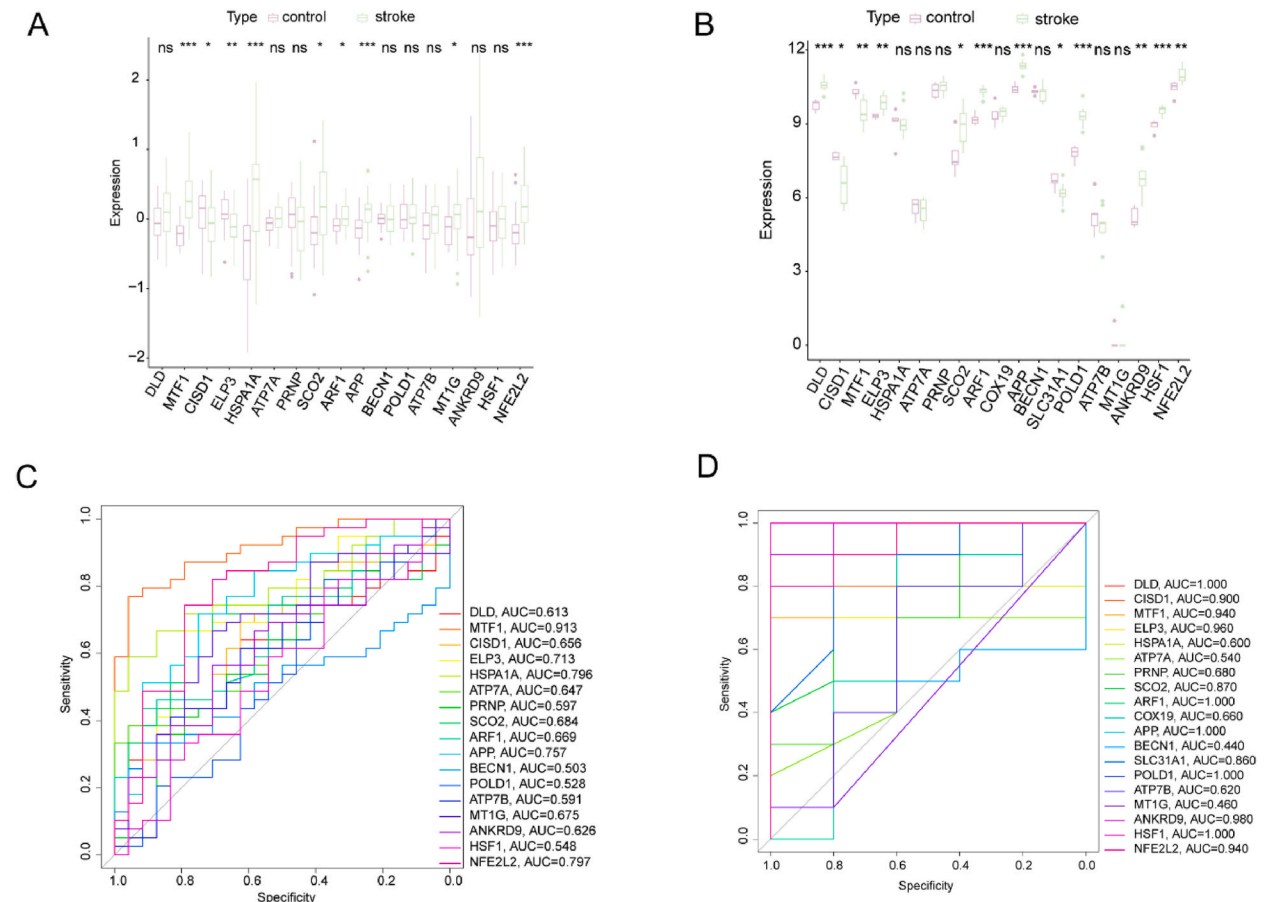 A
Type control stroke
ns *** * ** *** ns ns * * *** ns ns ns * ns ns ***
Expression
2
1
0
−1
−2
DLD MTF1 CISD1 ELP3 HSPA1A ATP7A PRNP SCO2 ARF1 APP BECN1 POLD1 ATP7B MT1G ANKRD9 HSF1 NFE2L2
B
Type control stroke
*** * ** ** ns ns ns * *** ns *** ns * *** ns ns ** *** **
Expression
12
9
6
3
0
DLD CISD1 MTF1 ELP3 HSPA1A ATP7A PRNP SCO2 ARF1 COX19 APP BECN1 SLC31A1 POLD1 ATP7B MT1G ANKRD9 HSF1 NFE2L2
C
Sensitivity
1.0
0.8
0.6
0.4
0.2
0.0
1.0 0.8 0.6 0.4 0.2 0.0
Specificity
DLD, AUC=0.613
MTF1, AUC=0.913
CISD1, AUC=0.656
ELP3, AUC=0.713
HSPA1A, AUC=0.796
ATP7A, AUC=0.647
PRNP, AUC=0.597
SCO2, AUC=0.684
ARF1, AUC=0.669
APP, AUC=0.757
BECN1, AUC=0.503
POLD1, AUC=0.528
ATP7B, AUC=0.591
MT1G, AUC=0.675
ANKRD9, AUC=0.626
HSF1, AUC=0.548
NFE2L2, AUC=0.797
D
Sensitivity
1.0
0.8
0.6
0.4
0.2
0.0
1.0 0.8 0.6 0.4 0.2 0.0
Specificity
DLD, AUC=1.000
CISD1, AUC=0.900
MTF1, AUC=0.940
ELP3, AUC=0.960
HSPA1A, AUC=0.600
ATP7A, AUC=0.540
PRNP, AUC=0.680
SCO2, AUC=0.870
ARF1, AUC=1.000
COX19, AUC=0.660
APP, AUC=1.000
BECN1, AUC=0.440
SLC31A1, AUC=0.860
POLD1, AUC=1.000
ATP7B, AUC=0.620
MT1G, AUC=0.460
ANKRD9, AUC=0.980
HSF1, AUC=1.000
NFE2L2, AUC=0.940